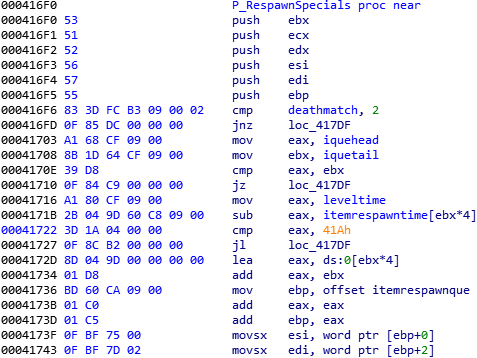 000416F0 P_RespawnSpecials proc near
000416F0 53 push ebx
000416F1 51 push ecx
000416F2 52 push edx
000416F3 56 push esi
000416F4 57 push edi
000416F5 55 push ebp
000416F6 83 3D FC B3 09 00 02 cmp deathmatch, 2
000416FD 0F 85 DC 00 00 00 jnz loc_417DF
00041703 A1 68 CF 09 00 mov eax, iquehead
00041708 8B 1D 64 CF 09 00 mov ebx, iquetail
0004170E 39 D8 cmp eax, ebx
00041710 0F 84 C9 00 00 00 jz loc_417DF
00041716 A1 80 CF 09 00 mov eax, leveltime
0004171B 2B 04 9D 60 C8 09 00 sub eax, itemrespawntime[ebx*4]
00041722 3D 1A 04 00 00 cmp eax, 41Ah
00041727 0F 8C B2 00 00 00 jl loc_417DF
0004172D 8D 04 9D 00 00 00 00 lea eax, ds:0[ebx*4]
00041734 01 D8 add eax, ebx
00041736 BD 60 CA 09 00 mov ebp, offset itemrespawnque
0004173B 01 C0 add eax, eax
0004173D 01 C5 add ebp, eax
0004173F 0F BF 75 00 movsx esi, word ptr [ebp+0]
00041743 0F BF 7D 02 movsx edi, word ptr [ebp+2]